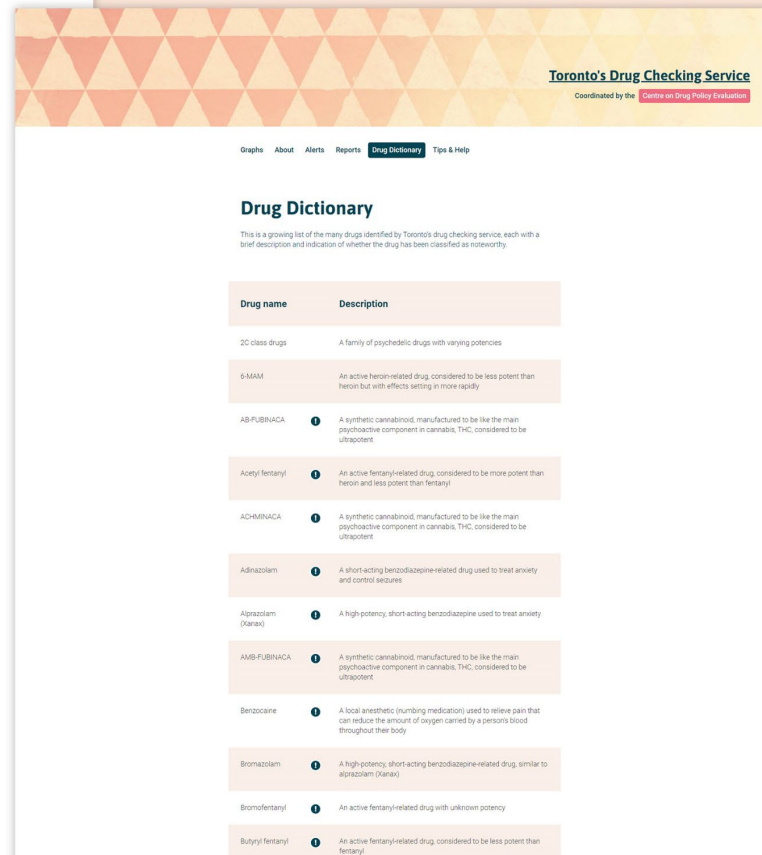 Toronto's Drug Checking Service
Coordinated by the Centre on Drug Policy Evaluation
Graphs About Alerts Reports Drug Dictionary Tips & Help
Drug Dictionary
This is a growing list of the many drugs identified by Toronto's drug checking service, each with a
brief description and indication of whether the drug has been classified as noteworthy.
Drug name Description
2C class drugs A family of psychedelic drugs with varying potencies
6-MAM An active heroin-related drug, considered to be less potent than
heroin but with effects setting in more rapidly
AB-FUBINACA ! A synthetic cannabinoid, manufactured to be like the main
psychoactive component in cannabis, THC, considered to be
ultrapotent
Acetyl fentanyl ! An active fentanyl-related drug, considered to be more potent than
heroin and less potent than fentanyl
ACHMINACA ! A synthetic cannabinoid, manufactured to be like the main
psychoactive component in cannabis, THC, considered to be
ultrapotent
Adinazolam ! A short-acting benzodiazepine-related drug used to treat anxiety
and control seizures
Alprazolam ! A high-potency, short-acting benzodiazepine used to treat anxiety
(Xanax)
AMB-FUBINACA ! A synthetic cannabinoid, manufactured to be like the main
psychoactive component in cannabis, THC, considered to be
ultrapotent
Benzocaine ! A local anesthetic (numbing medication) used to relieve pain that
can reduce the amount of oxygen carried by a person's blood
throughout their body
Bromazolam ! A high-potency, short-acting benzodiazepine-related drug, similar to
alprazolam (Xanax)
Bromofentanyl ! An active fentanyl-related drug with unknown potency
Butyryl fentanyl ! An active fentanyl-related drug, considered to be less potent than
fentanyl